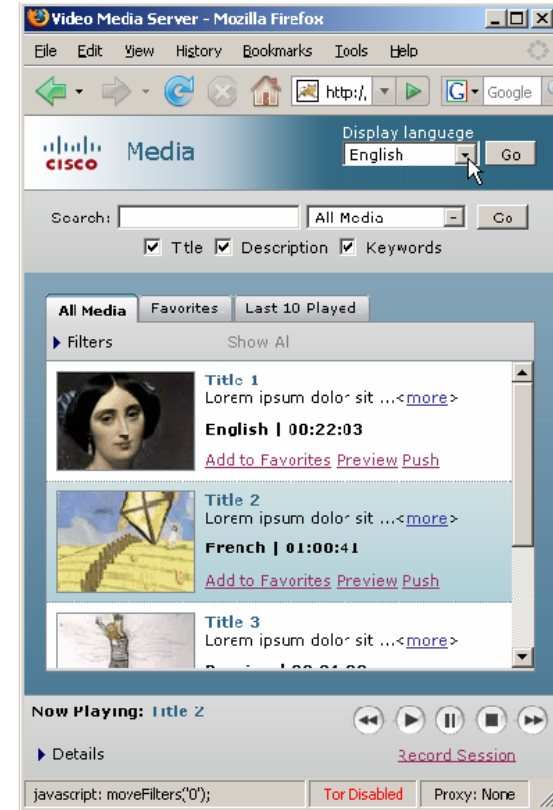 Video Media Server - Mozilla Firefox
File Edit View History Bookmarks Tools Help
http:/, G Google
CISCO Media
Display language
English Go
Search: All Media Go
Title Description Keywords
All Media Favorites Last 10 Played
Filters Show Al
Title 1
Lorem ipsum dolor sit ...<more>
English | 00:22:03
Add to Favorites Preview Push
Title 2
Lorem ipsum dolor sit ...<more>
French | 01:00:41
Add to Favorites Preview Push
Title 3
Lorem ipsum dolor sit ...<more>
Now Playing: Title 2
Details Record Session
javascript: moveFilters('0'); Tor Disabled Proxy: None